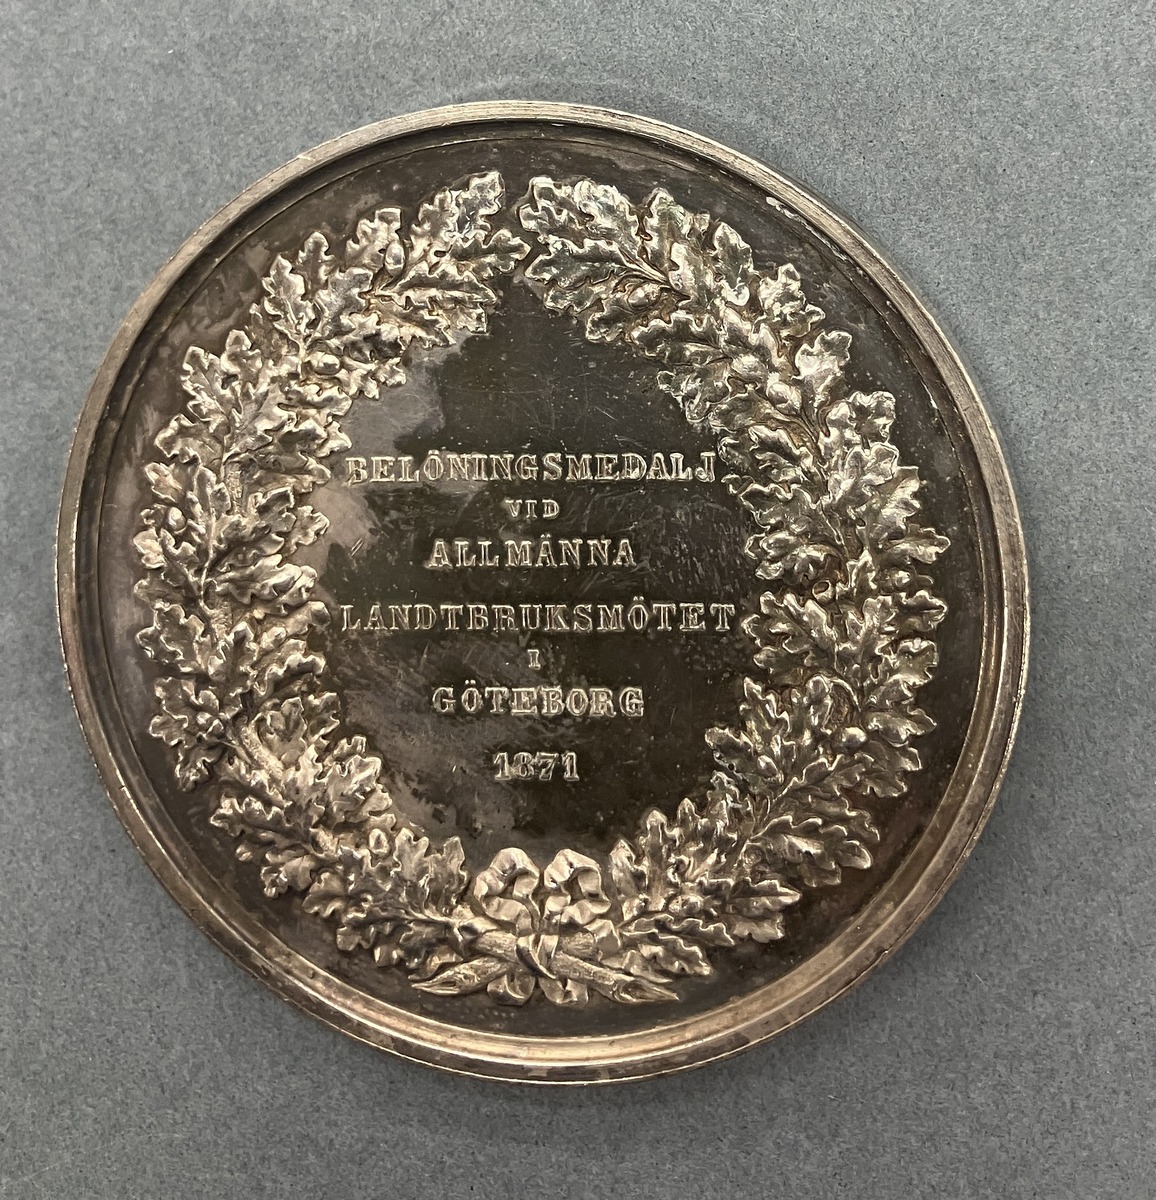 BELÖNINGSMEDALJ
VID
ALLMÄNNA
LANDTBRUKSMÖTET
I
GÖTEBORG
1871